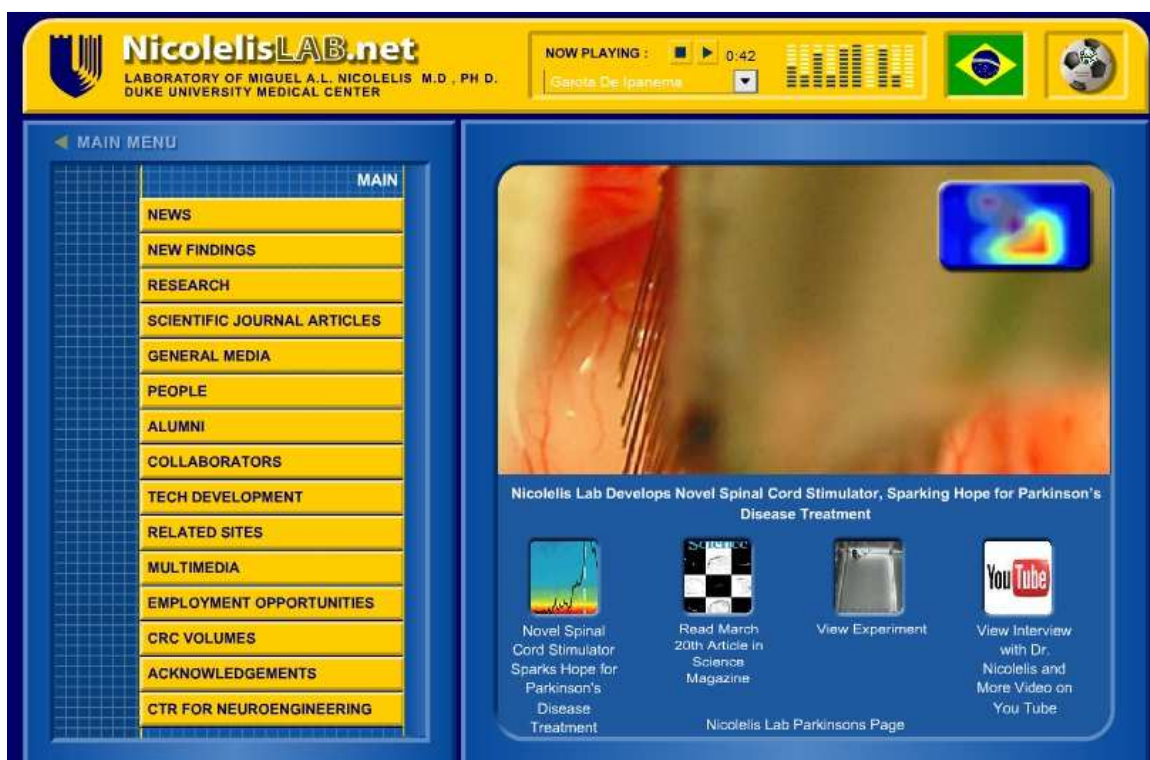 NicolelisLAB.net
LABORATORY OF MIGUEL A.L. NICOLELIS M.D , PH D.
DUKE UNIVERSITY MEDICAL CENTER
NOW PLAYING :
0:42
Garota De Ipanema
MAIN MENU
MAIN
NEWS
NEW FINDINGS
RESEARCH
SCIENTIFIC JOURNAL ARTICLES
GENERAL MEDIA
PEOPLE
ALUMNI
COLLABORATORS
TECH DEVELOPMENT
RELATED SITES
MULTIMEDIA
EMPLOYMENT OPPORTUNITIES
CRC VOLUMES
ACKNOWLEDGEMENTS
CTR FOR NEUROENGINEERING
Nicolelis Lab Develops Novel Spinal Cord Stimulator, Sparking Hope for Parkinson's
Disease Treatment
Novel Spinal
Cord Stimulator
Sparks Hope for
Parkinson's
Disease
Treatment
Science
Read March
20th Article in
Science
Magazine
View Experiment
You Tube
View Interview
with Dr.
Nicolelis and
More Video on
You Tube
Nicolelis Lab Parkinsons Page